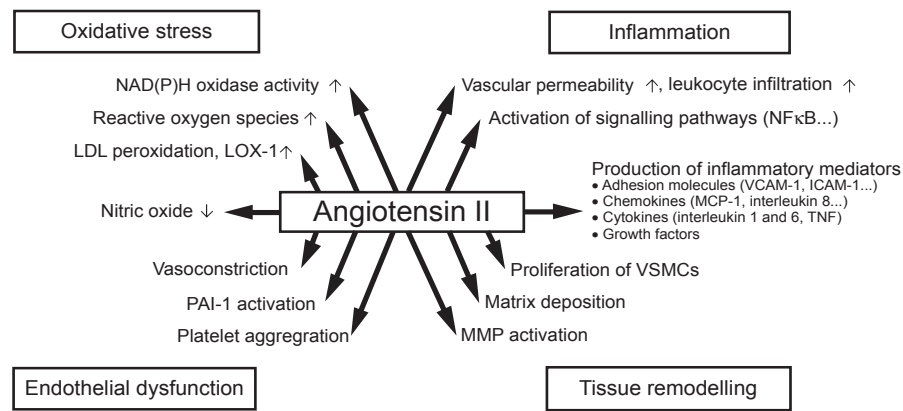 Oxidative stress
Inflammation
NAD(P)H oxidase activity ↑
Vascular permeability ↑, leukocyte infiltration ↑
Reactive oxygen species ↑
Activation of signalling pathways (NFκB...)
LDL peroxidation, LOX-1↑
Production of inflammatory mediators
• Adhesion molecules (VCAM-1, ICAM-1...)
• Chemokines (MCP-1, interleukin 8...)
• Cytokines (interleukin 1 and 6, TNF)
• Growth factors
Nitric oxide ↓
Angiotensin II
Vasoconstriction
Proliferation of VSMCs
PAI-1 activation
Matrix deposition
Platelet aggregration
MMP activation
Endothelial dysfunction
Tissue remodelling